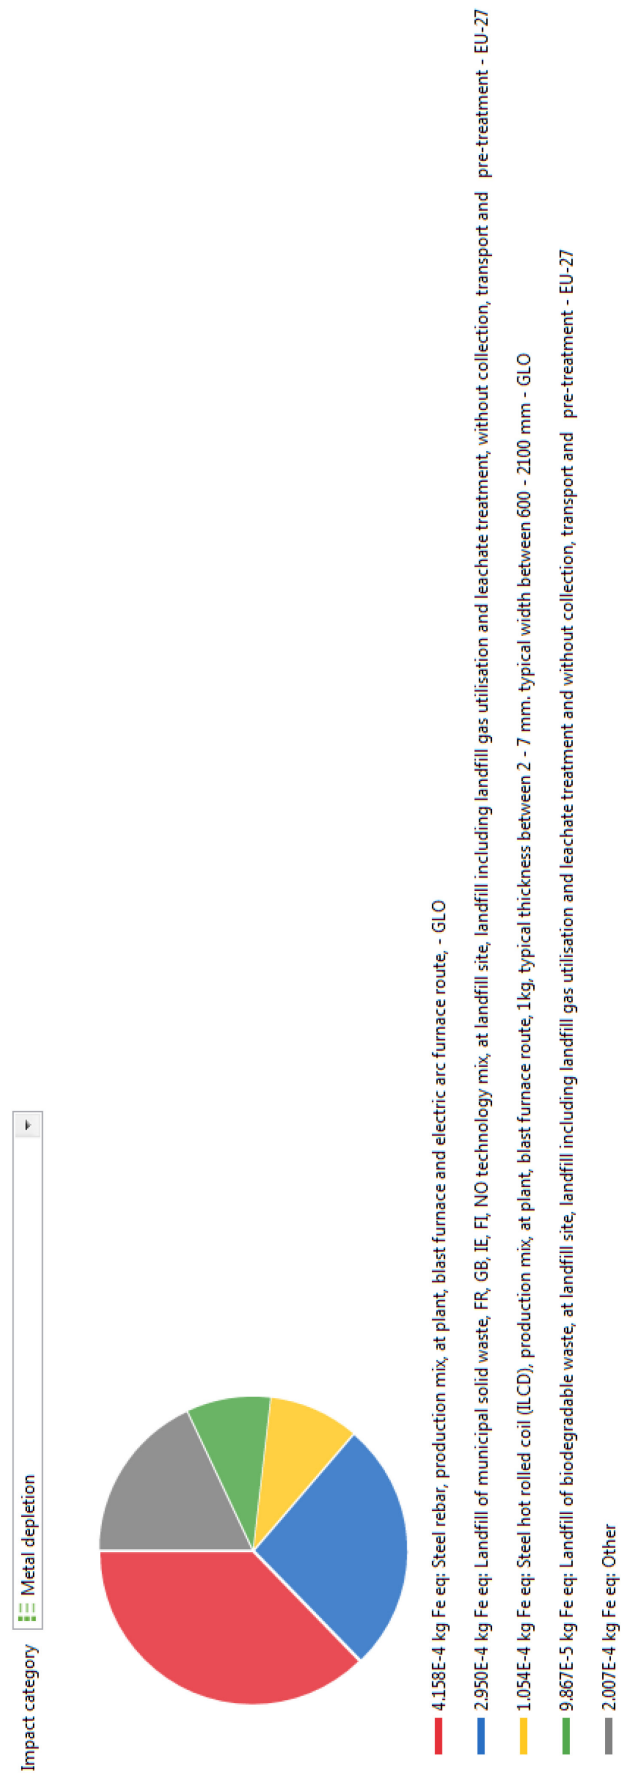 Impact category
Metal depletion
4.158E-4 kg Fe eq: Steel rebar, production mix, at plant, blast furnace and electric arc furnace route, - GLO
2.950E-4 kg Fe eq: Landfill of municipal solid waste, FR, GB, IE, FI, NO technology mix, at landfill site, landfill including landfill gas utilisation and leachate treatment, without collection, transport and pre-treatment - EU-27
1.054E-4 kg Fe eq: Steel hot rolled coil (ILCD), production mix, at plant, blast furnace route, 1kg, typical thickness between 2 - 7 mm. typical width between 600 - 2100 mm - GLO
9.867E-5 kg Fe eq: Landfill of biodegradable waste, at landfill site, landfill including landfill gas utilisation and leachate treatment and without collection, transport and pre-treatment - EU-27
2.007E-4 kg Fe eq: Other